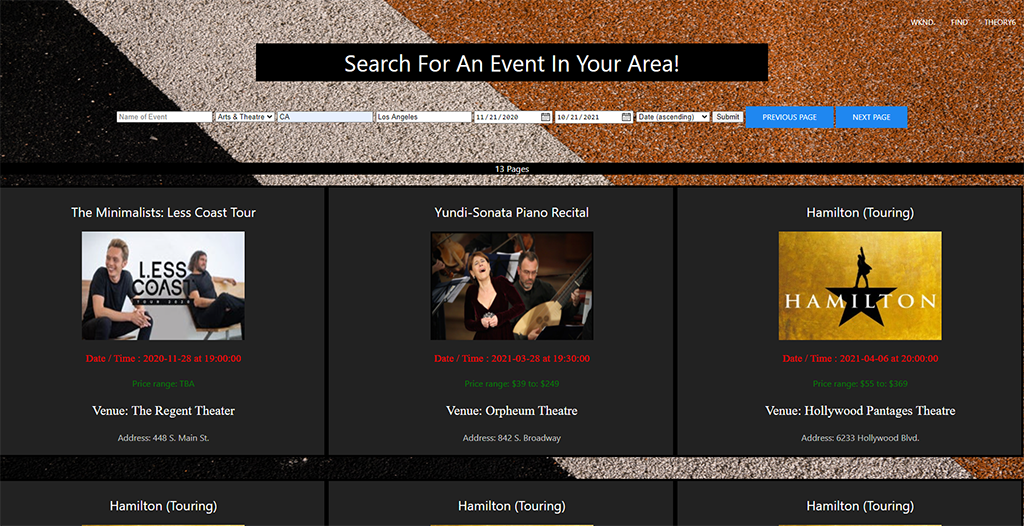 WKND. FIND THEORY6
Search For An Event In Your Area!
Name of Event Arts & Theatre CA Los Angeles 11/21/2020 10/21/2021 Date (ascending) Submit PREVIOUS PAGE NEXT PAGE
13 Pages
The Minimalists: Less Coast Tour
LESS
COAST
TOUR 2020
Date / Time : 2020-11-28 at 19:00:00
Price range: TBA
Venue: The Regent Theater
Address: 448 S. Main St.
Yundi-Sonata Piano Recital
Date / Time : 2021-03-28 at 19:30:00
Price range: $39 to: $249
Venue: Orpheum Theatre
Address: 842 S. Broadway
Hamilton (Touring)
HAMILTON
Date / Time : 2021-04-06 at 20:00:00
Price range: $55 to: $369
Venue: Hollywood Pantages Theatre
Address: 6233 Hollywood Blvd.
Hamilton (Touring)
Hamilton (Touring)
Hamilton (Touring)